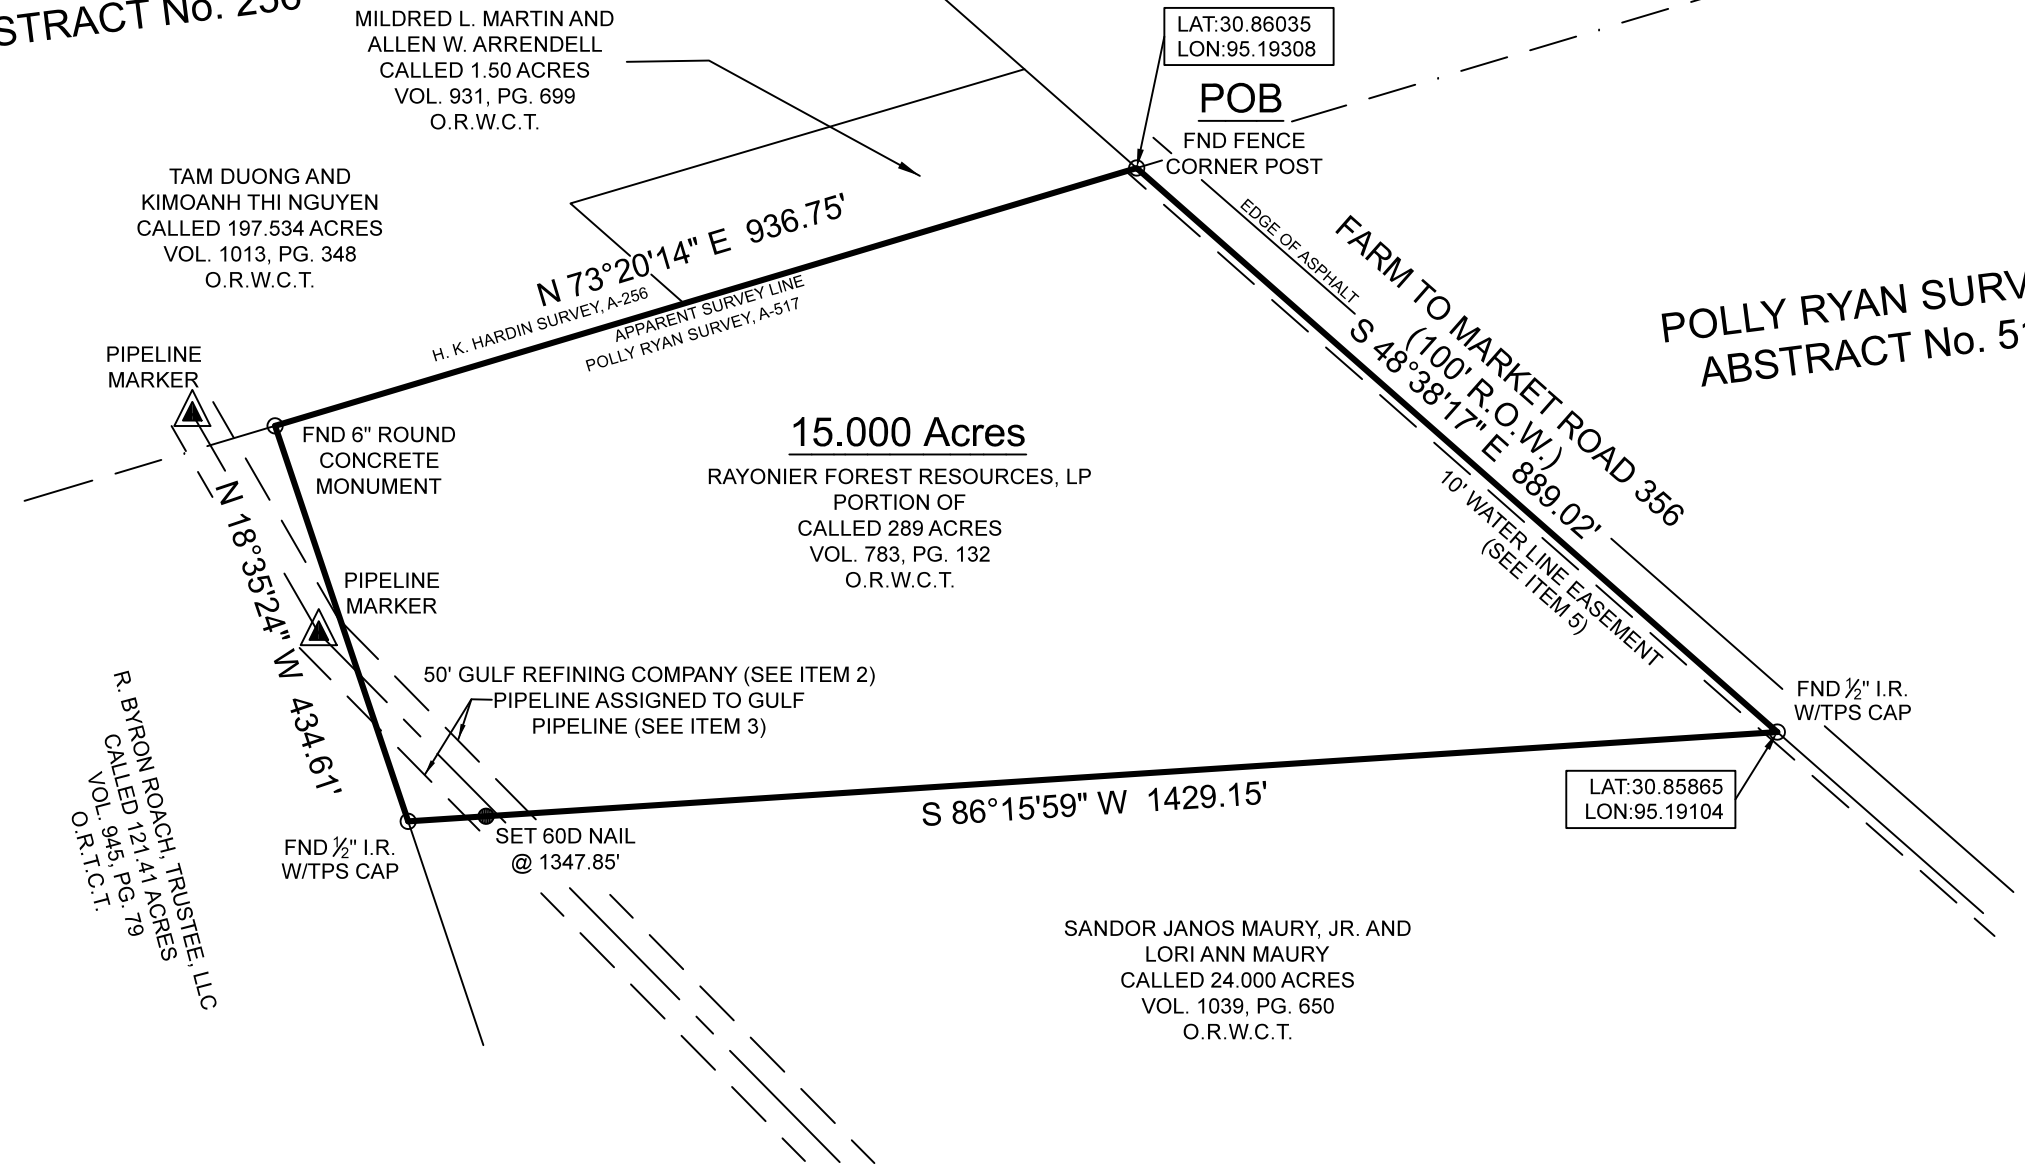 STRACT No. 256
MILDRED L. MARTIN AND
ALLEN W. ARRENDELL
CALLED 1.50 ACRES
VOL. 931, PG. 699
O.R.W.C.T.
LAT:30.86035
LON:95.19308
POB
FND FENCE
CORNER POST
TAM DUONG AND
KIMOANH THI NGUYEN
CALLED 197.534 ACRES
VOL. 1013, PG. 348
O.R.W.C.T.
N 73°20'14" E 936.75'
H. K. HARDIN SURVEY, A-256
APPARENT SURVEY LINE
POLLY RYAN SURVEY, A-517
EDGE OF ASPHALT
FARM TO MARKET ROAD 356
(100' R.O.W.)
S 48°38'17" E 889.02'
10' WATER LINE EASEMENT
(SEE ITEM 5)
POLLY RYAN SURV
ABSTRACT No. 51
PIPELINE
MARKER
FND 6" ROUND
CONCRETE
MONUMENT
15.000 Acres
RAYONIER FOREST RESOURCES, LP
PORTION OF
CALLED 289 ACRES
VOL. 783, PG. 132
O.R.W.C.T.
N 18°35'24" W 434.61'
PIPELINE
MARKER
50' GULF REFINING COMPANY (SEE ITEM 2)
PIPELINE ASSIGNED TO GULF
PIPELINE (SEE ITEM 3)
R. BYRON ROACH, TRUSTEE, LLC
CALLED 121.41 ACRES
VOL. 945, PG. 79
O.R.T.C.T.
FND ½" I.R.
W/TPS CAP
LAT:30.85865
LON:95.19104
S 86°15'59" W 1429.15'
FND ½" I.R.
W/TPS CAP
SET 60D NAIL
@ 1347.85'
SANDOR JANOS MAURY, JR. AND
LORI ANN MAURY
CALLED 24.000 ACRES
VOL. 1039, PG. 650
O.R.W.C.T.